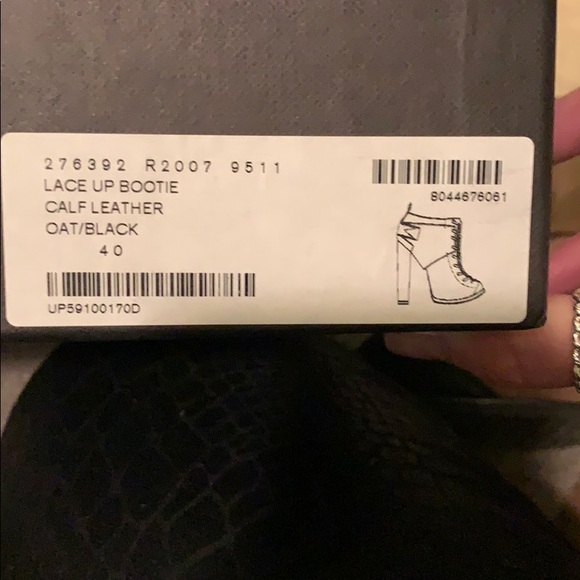 276392 R2007 9511
LACE UP BOOTIE
CALF LEATHER
OAT/BLACK
40
UP59100170D
8044676061